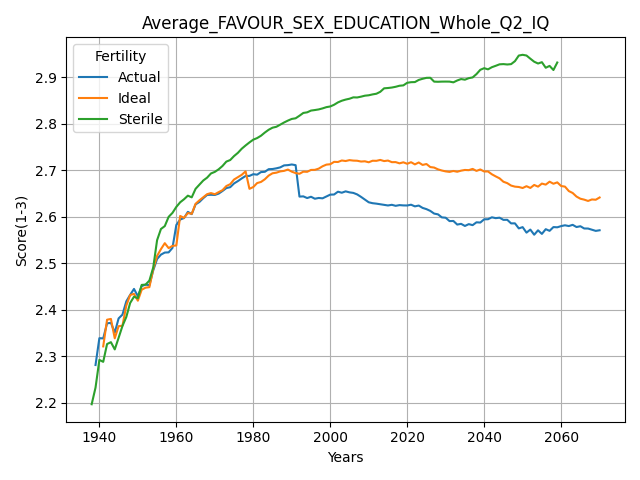 Average_FAVOUR_SEX_EDUCATION_Whole_Q2_IQ
Fertility
Actual
Ideal
Sterile
Score(1-3)
2.9
2.8
2.7
2.6
2.5
2.4
2.3
2.2
1940 1960 1980 2000 2020 2040 2060
Years